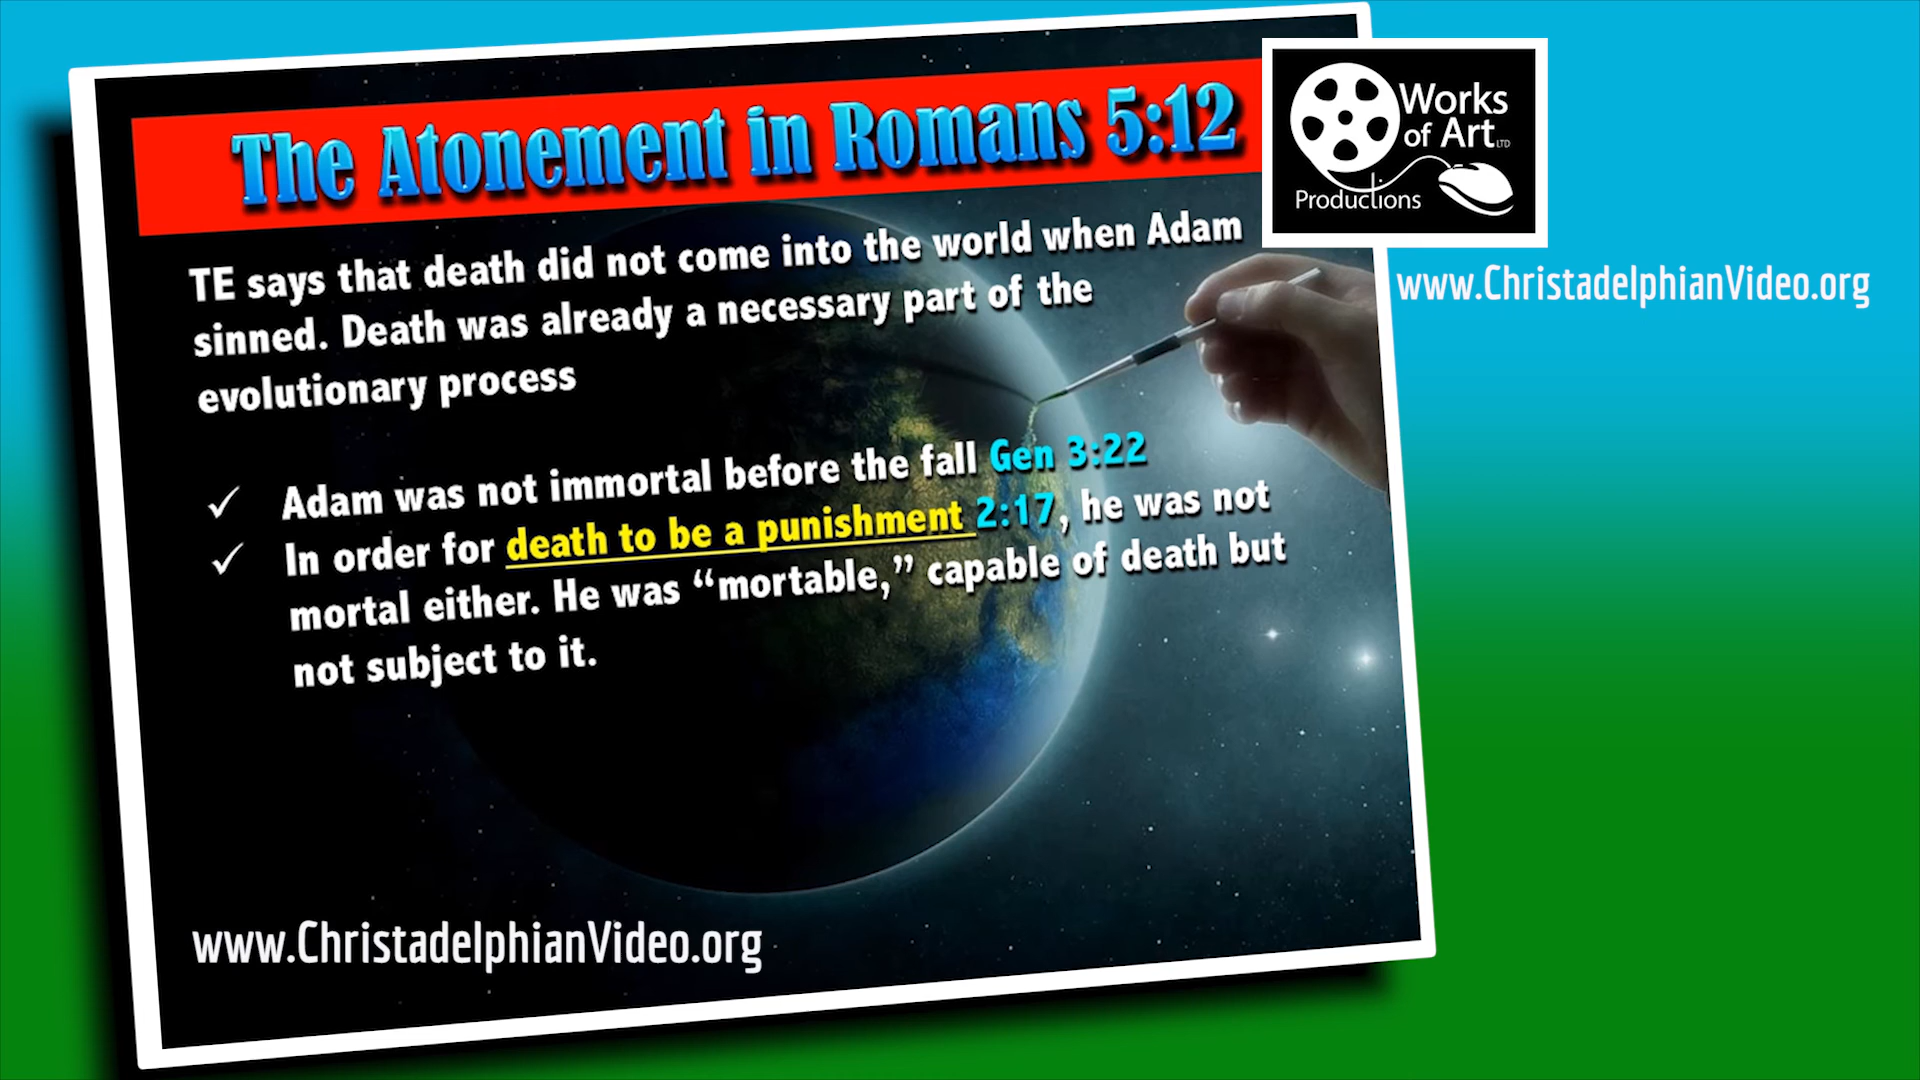 The Atonement in Romans 5:12
TE says that death did not come into the world when Adam
sinned. Death was already a necessary part of the
evolutionary process
✓ Adam was not immortal before the fall Gen 3:22
✓ In order for death to be a punishment 2:17, he was not
mortal either. He was “mortable,” capable of death but
not subject to it.
www.ChristadelphianVideo.org
Works
of Art LTD
Productions
www.ChristadelphianVideo.org